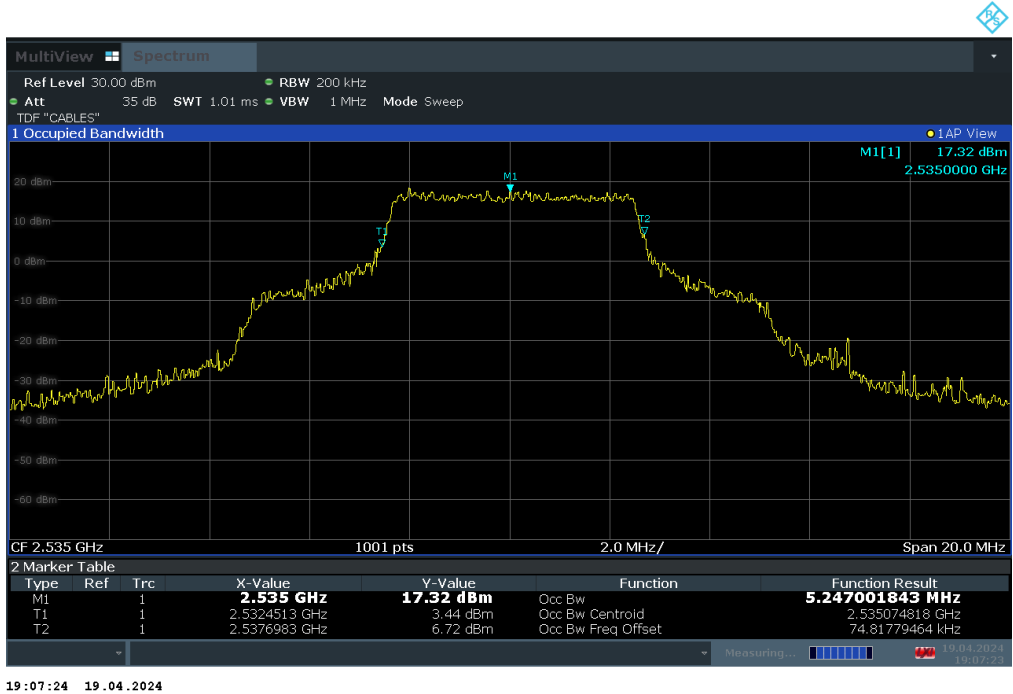 R&S
MultiView Spectrum
Ref Level 30.00 dBm RBW 200 kHz
Att 35 dB SWT 1.01 ms VBW 1 MHz Mode Sweep
TDF "CABLES"
1 Occupied Bandwidth 1AP View
M1[1] 17.32 dBm
2.5350000 GHz
M1
20 dBm
T2
10 dBm
T1
0 dBm
-10 dBm
-20 dBm
-30 dBm
-40 dBm
-50 dBm
-60 dBm
CF 2.535 GHz 1001 pts 2.0 MHz/ Span 20.0 MHz
2 Marker Table
Type Ref Trc X-Value Y-Value Function Function Result
M1 1 2.535 GHz 17.32 dBm Occ Bw 5.247001843 MHz
T1 1 2.5324513 GHz 3.44 dBm Occ Bw Centroid 2.535074818 GHz
T2 1 2.5376983 GHz 6.72 dBm Occ Bw Freq Offset 74.81779464 kHz
Measuring... 19.04.2024
19:07:23
19:07:24 19.04.2024